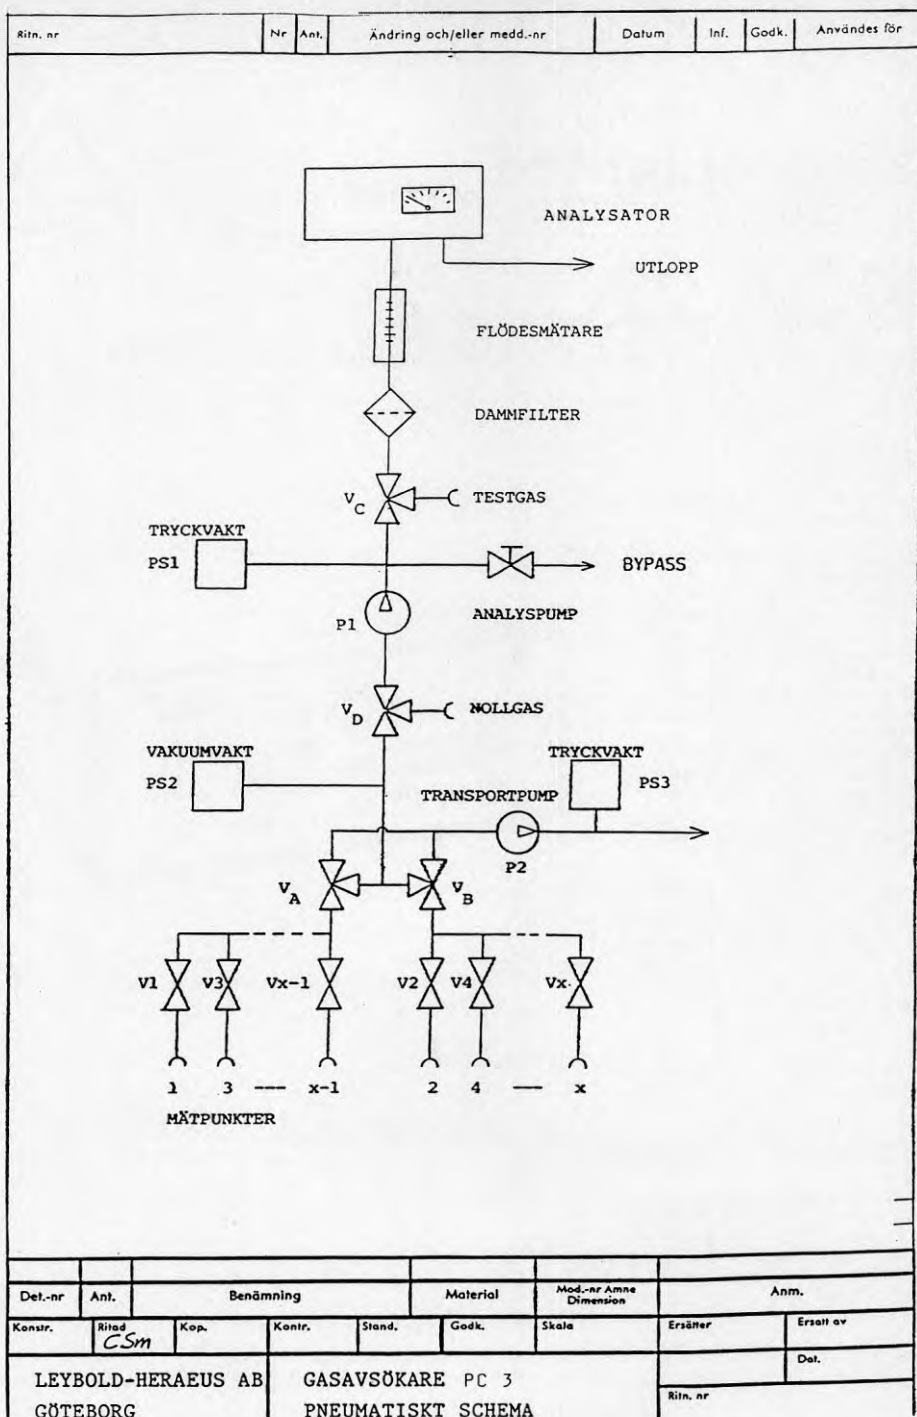 Ritn. nr Nr Ant. Ändring och/eller medd.-nr Datum Inf. Godk. Användes för
ANALYSATOR
UTLOPP
FLÖDESMÄTARE
DAMMFILTER
V C TESTGAS
TRYCKVAKT
PS1 BYPASS
P1 ANALYSPUMP
V D NOLLGAS
VAKUUMVAKT TRYCKVAKT
PS2 TRANSPORTPUMP PS3
P2
V A V B
V1 V3 Vx-1 V2 V4 Vx
1 3 --- x-1 2 4 --- x
MÄTPUNKTER
Det.-nr Ant. Benämning Material Mod.-nr Ämne Dimension Anm.
Konstr. Ritad Kop. Kontr. Stand. Godk. Skala Ersätter Ersatt av
CSm
Dat.
LEYBOLD-HERAEUS AB GASAVSÖKARE PC 3
Ritn. nr
GÖTEBORG PNEUMATISKT SCHEMA